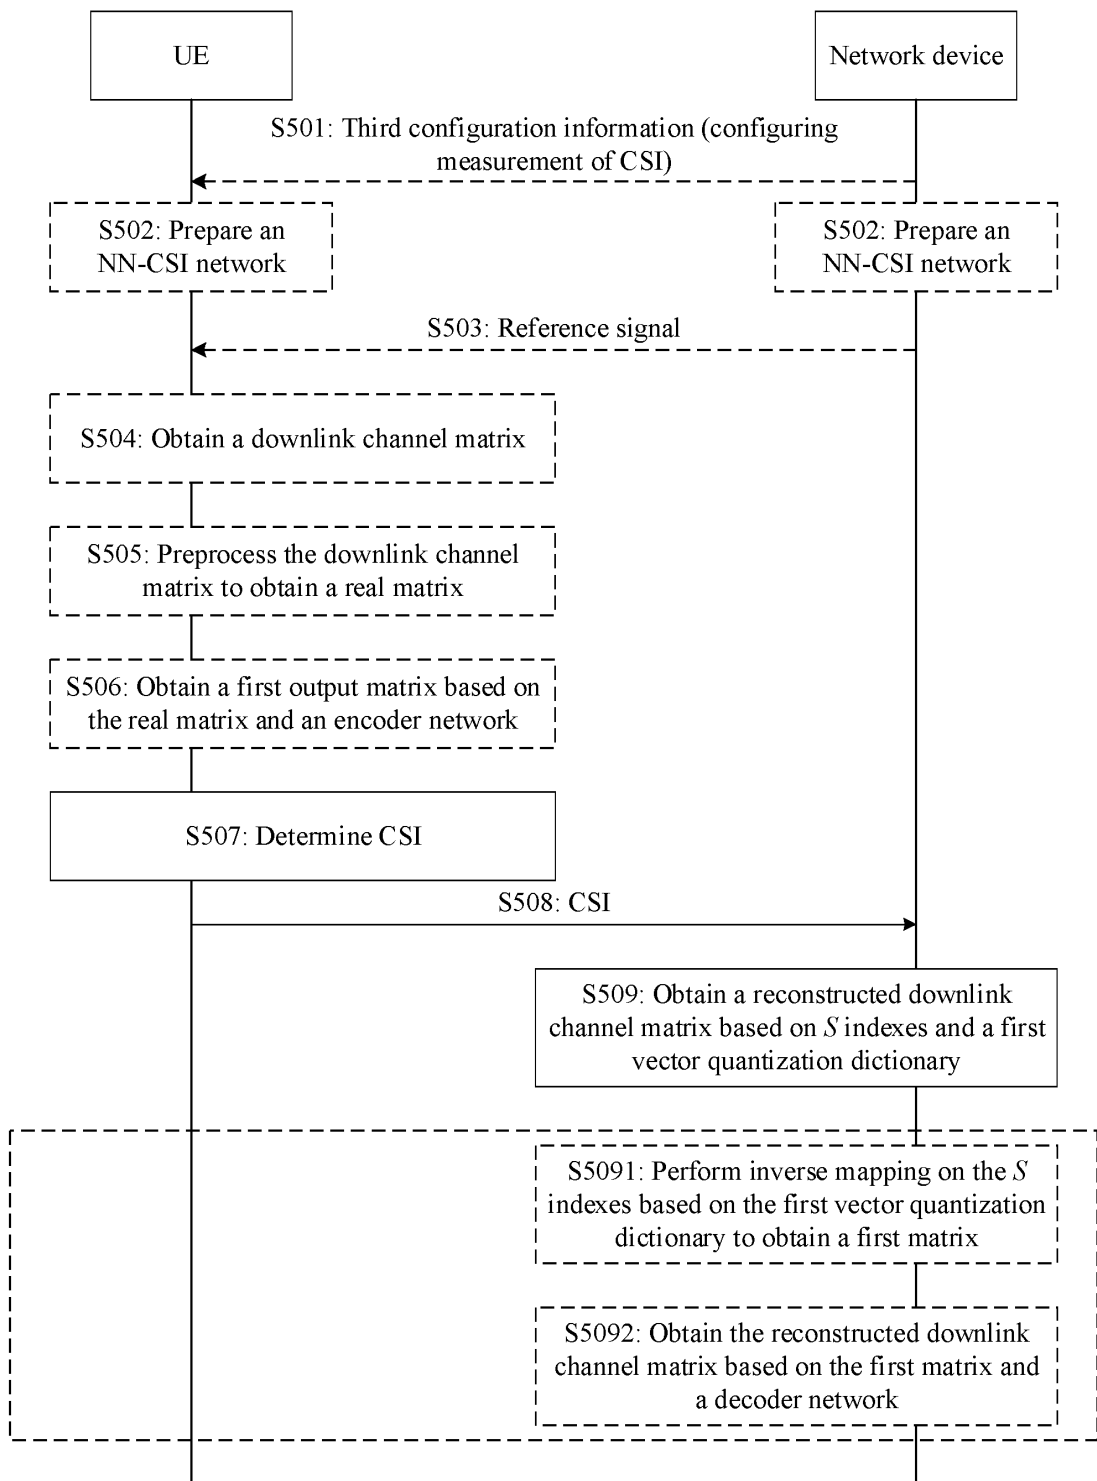 UE
Network device
S501: Third configuration information (configuring
measurement of CSI)
S502: Prepare an
NN-CSI network
S502: Prepare an
NN-CSI network
S503: Reference signal
S504: Obtain a downlink channel matrix
S505: Preprocess the downlink channel
matrix to obtain a real matrix
S506: Obtain a first output matrix based on
the real matrix and an encoder network
S507: Determine CSI
S508: CSI
S509: Obtain a reconstructed downlink
channel matrix based on S indexes and a first
vector quantization dictionary
S5091: Perform inverse mapping on the S
indexes based on the first vector quantization
dictionary to obtain a first matrix
S5092: Obtain the reconstructed downlink
channel matrix based on the first matrix and
a decoder network